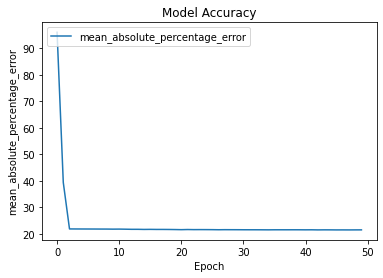 Model Accuracy
mean_absolute_percentage_error
mean_absolute_percentage_error
90
80
70
60
50
40
30
20
0 10 20 30 40 50
Epoch